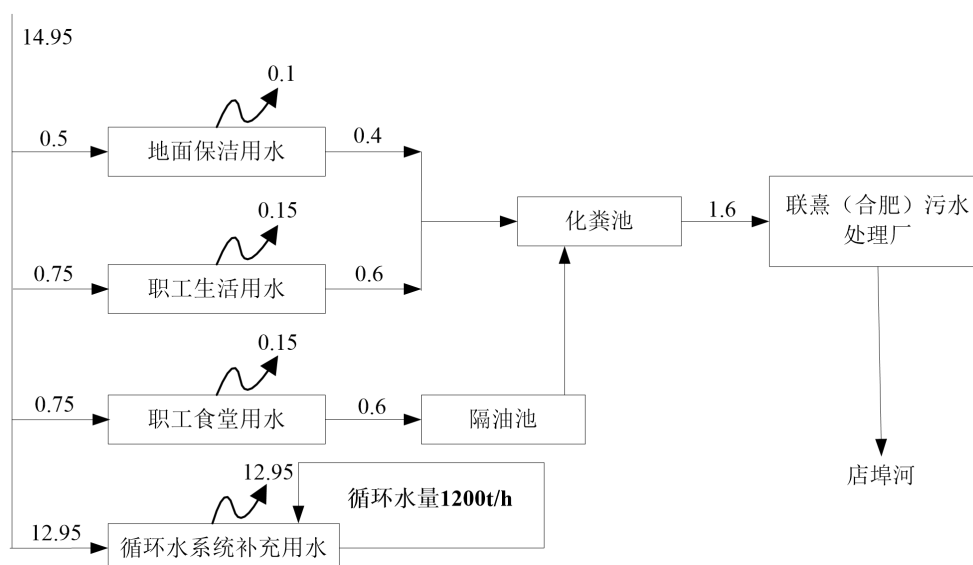 14.95
0.1
0.5
地面保洁用水
0.4
0.15
0.75
职工生活用水
0.6
化粪池
1.6
联熹（合肥）污水
处理厂
0.15
0.75
职工食堂用水
0.6
隔油池
店埠河
12.95
循环水量1200t/h
12.95
循环水系统补充用水